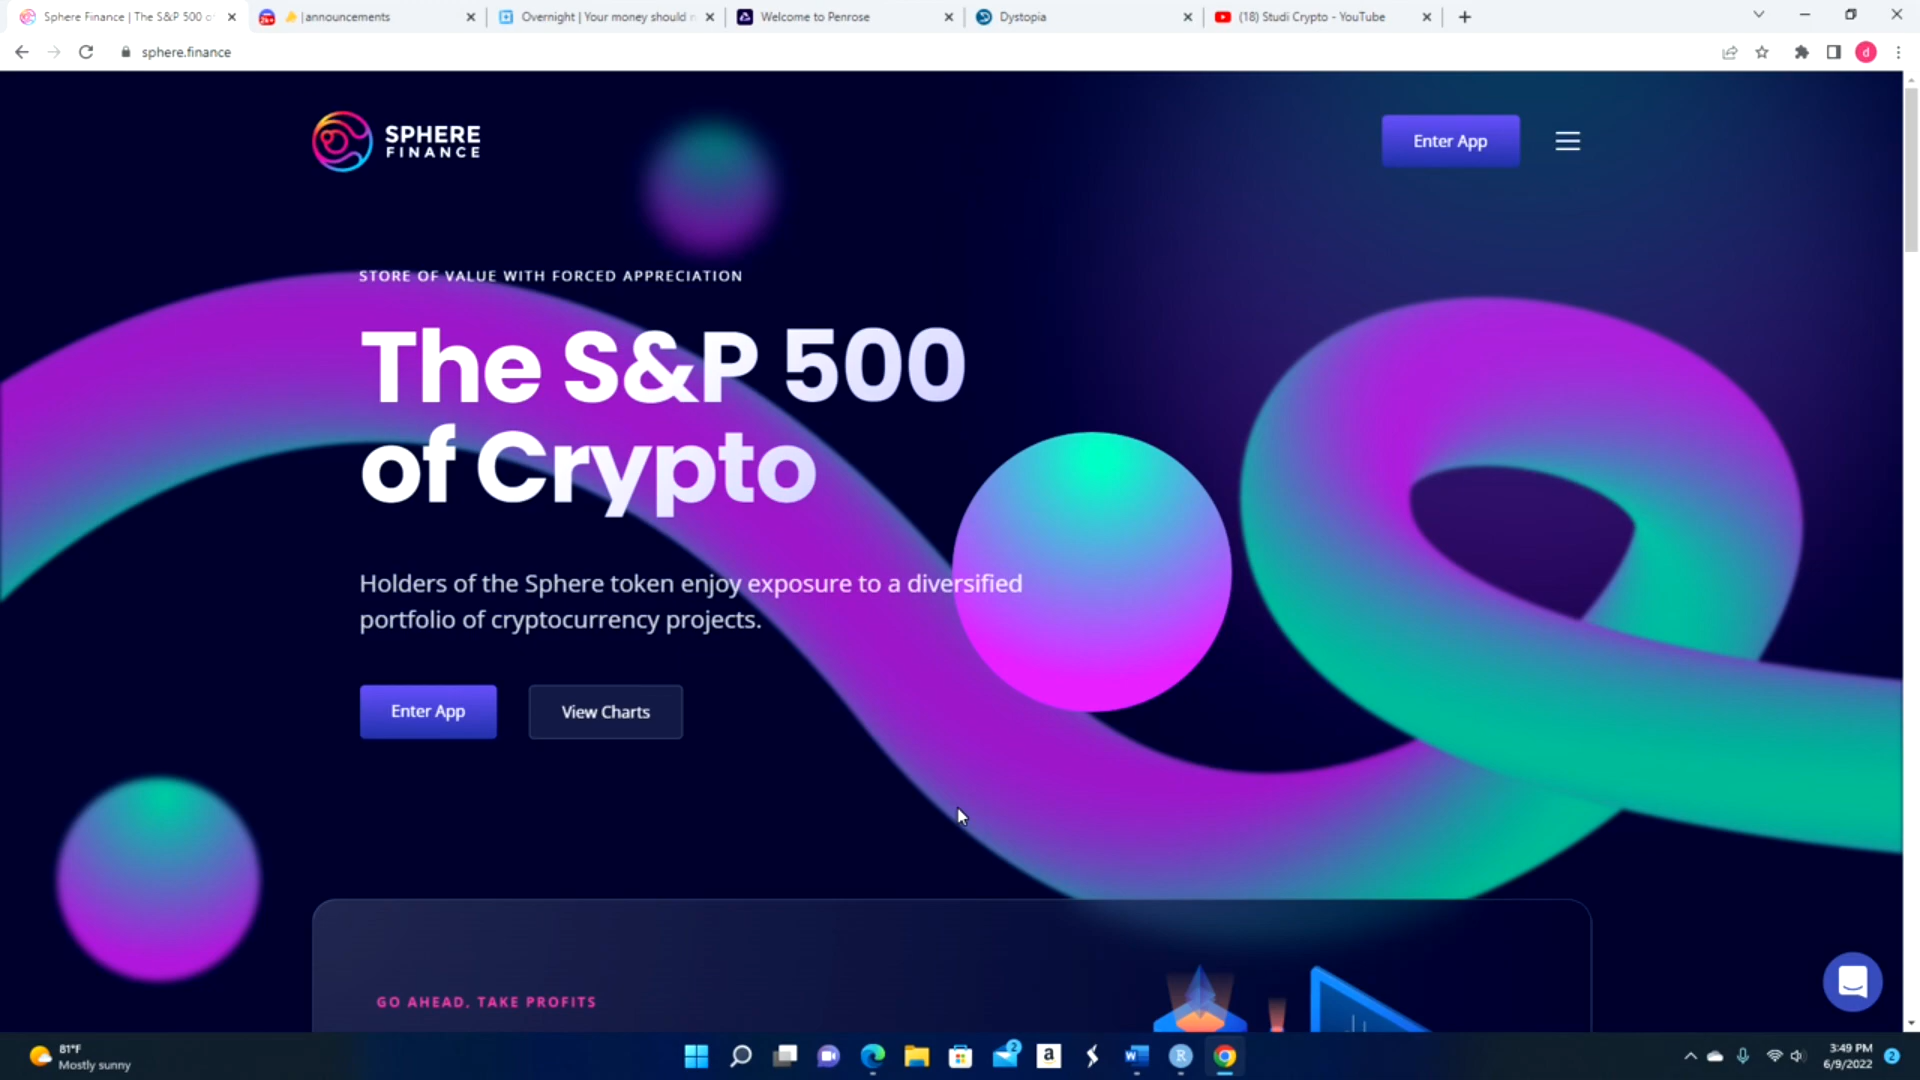 Sphere Finance | The S&P 500 o
|announcements
Overnight | Your money should n
Welcome to Penrose
Dystopia
(18) Studi Crypto - YouTube
sphere.finance
d
SPHERE
FINANCE
Enter App
STORE OF VALUE WITH FORCED APPRECIATION
The S&P 500
of Crypto
Holders of the Sphere token enjoy exposure to a diversified
portfolio of cryptocurrency projects.
Enter App
View Charts
GO AHEAD, TAKE PROFITS
81°F
Mostly sunny
2
a
W
R
3:49 PM
6/9/2022
2